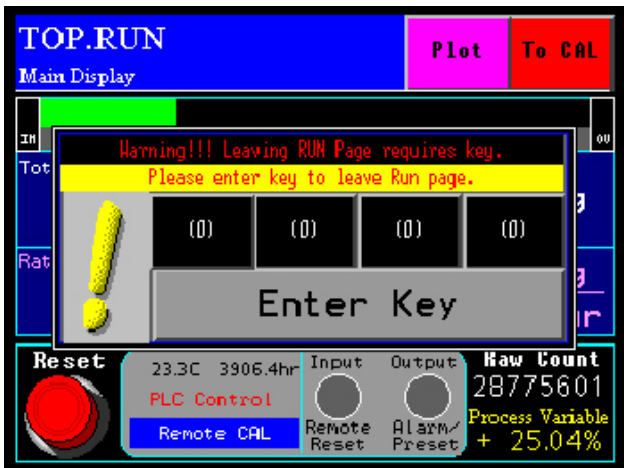 TOP.RUN
Main Display
Plot
To CAL
IN
OU
Warning!!! Leaving RUN Page requires key.
Please enter key to leave Run page.
Tot
(0) (0) (0) (0)
Rat
Enter Key
Reset
23.3C 3906.4hr
PLC Control
Remote CAL
Input
Remote
Reset
Output
Alarm/
Preset
Raw Count
28775601
Process Variable
+ 25.04%